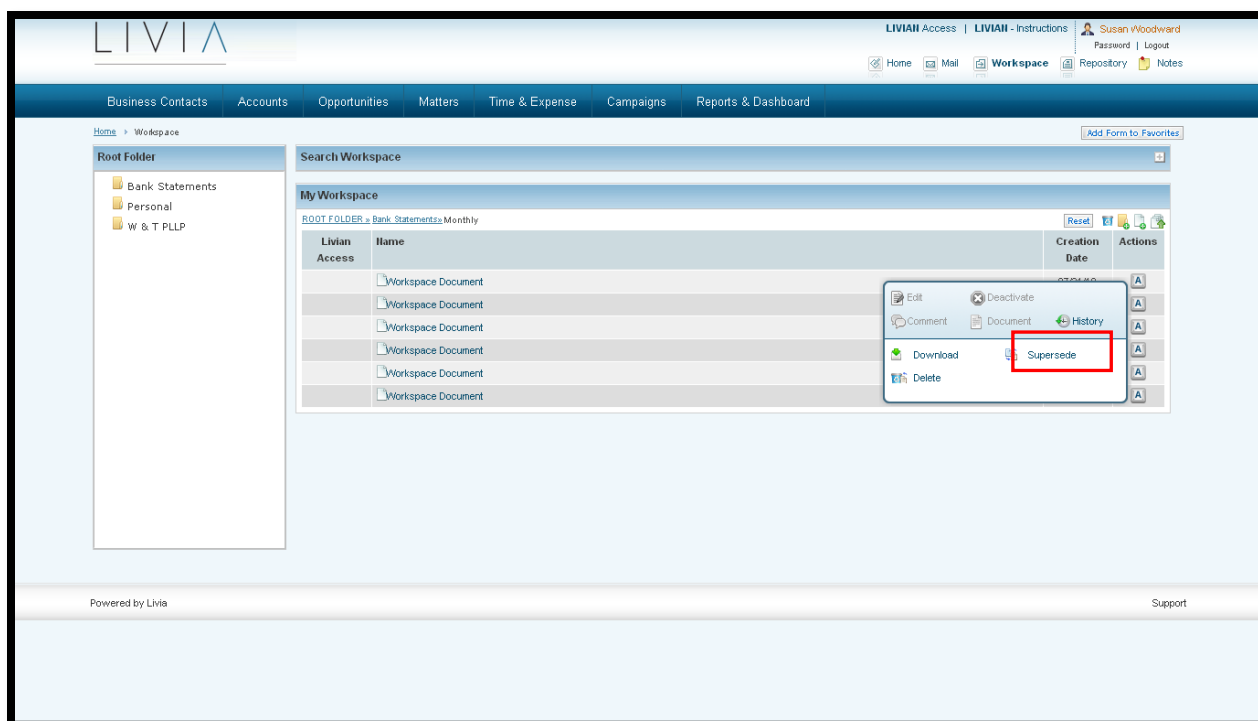 LIVIA
LIVIAN Access | LIVIAN - Instructions
Susan Woodward
Password | Logout
Home Mail Workspace Repository Notes
Business Contacts Accounts Opportunities Matters Time & Expense Campaigns Reports & Dashboard
Home Workspace
Add Form to Favorites
Root Folder
Bank Statements
Personal
W & T PLLP
Search Workspace
My Workspace
ROOT FOLDER » Bank Statements» Monthly
Reset
Livian Access Name Creation Date Actions
Workspace Document A
Workspace Document A
Workspace Document A
Workspace Document A
Workspace Document A
Workspace Document A
Edit Deactivate
Comment Document History
Download Supersede
Delete
Powered by Livia Support